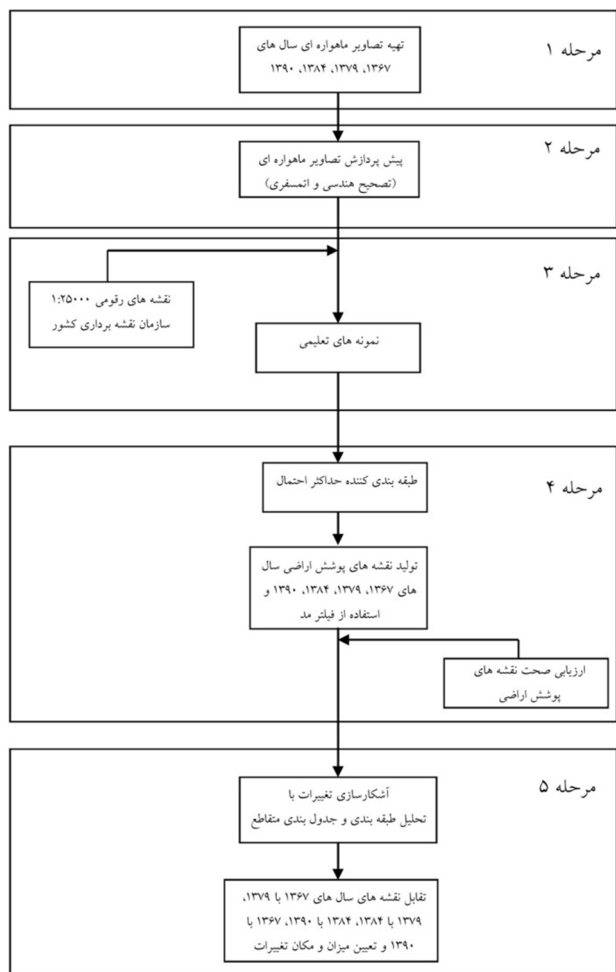 مرحله ۱
تهیه تصاویر ماهواره ای سال های
۱۳۶۷، ۱۳۷۹، ۱۳۸۴، ۱۳۹۰
مرحله ۲
پیش پردازش تصاویر ماهواره ای
(تصحیح هندسی و اتمسفری)
مرحله ۳
نقشه های رقومی ۱:۲۵۰۰۰
سازمان نقشه برداری کشور
نمونه های تعلیمی
مرحله ۴
طبقه بندی کننده حداکثر احتمال
تولید نقشه های پوشش اراضی سال
های ۱۳۶۷، ۱۳۷۹، ۱۳۸۴، ۱۳۹۰ و
استفاده از فیلتر مد
ارزیابی صحت نقشه های
پوشش اراضی
مرحله ۵
آشکارسازی تغییرات با
تحلیل طبقه بندی و جدول بندی متقاطع
تقابل نقشه های سال های ۱۳۶۷ با ۱۳۷۹،
۱۳۷۹ با ۱۳۸۴، ۱۳۸۴ با ۱۳۹۰، ۱۳۶۷ با
۱۳۹۰ و تعیین میزان و مکان تغییرات